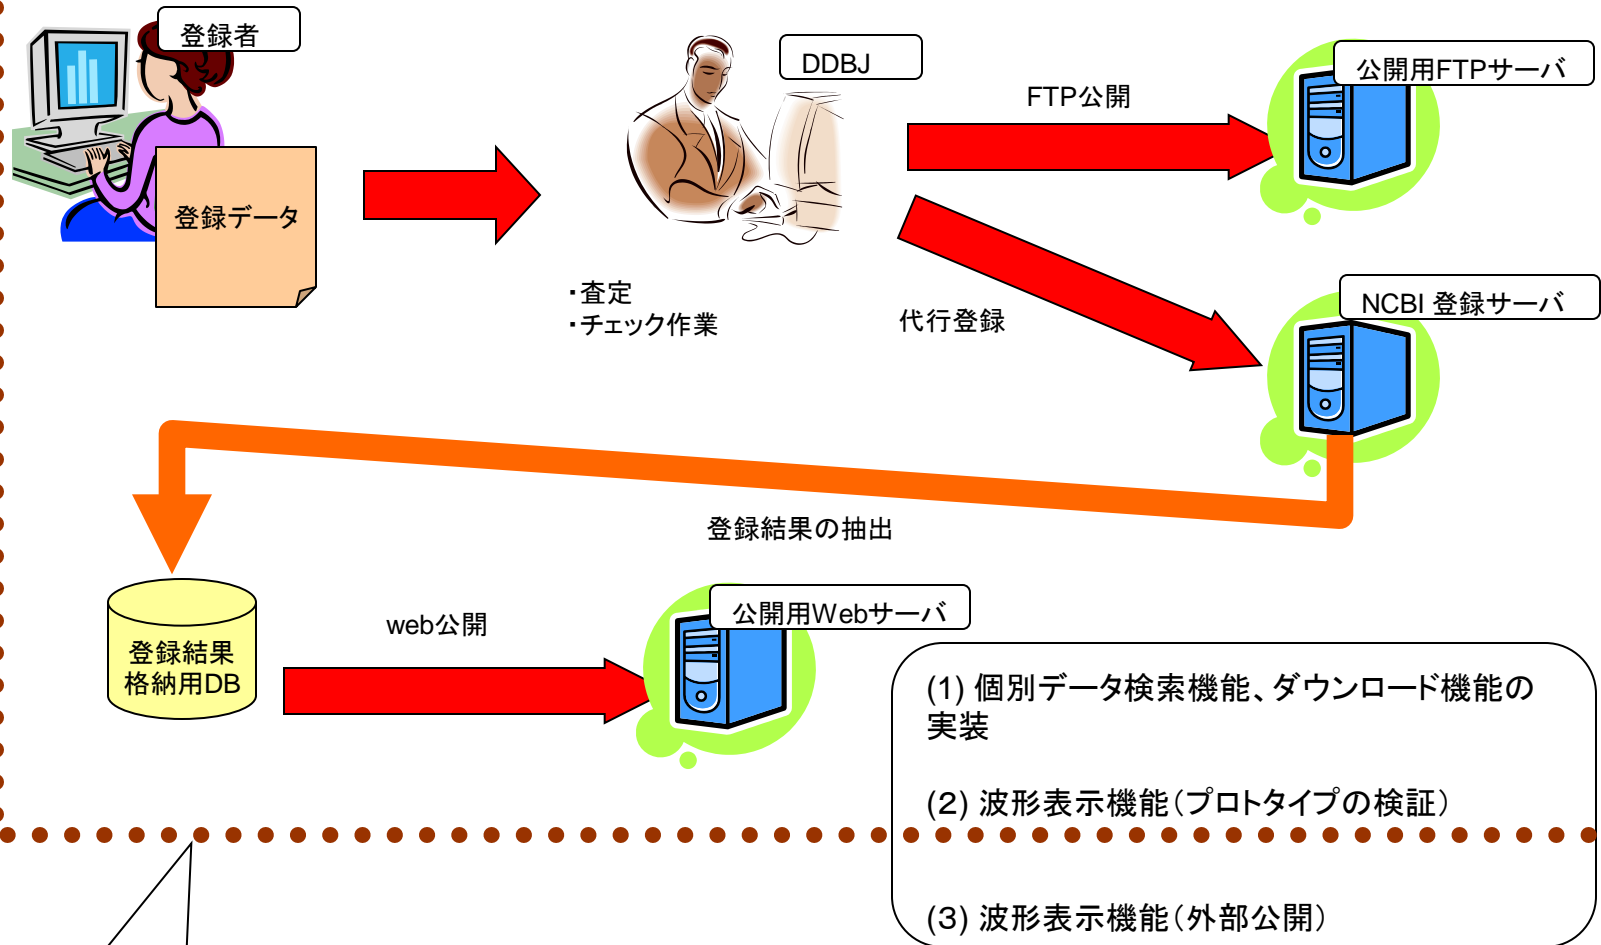 登録者
DDBJ
公開用FTPサーバ
FTP公開
登録データ
・査定
・チェック作業
代行登録
NCBI 登録サーバ
登録結果の抽出
登録結果
格納用DB
web公開
公開用Webサーバ
(1) 個別データ検索機能、ダウンロード機能の
実装
(2) 波形表示機能（プロトタイプの検証）
(3) 波形表示機能（外部公開）